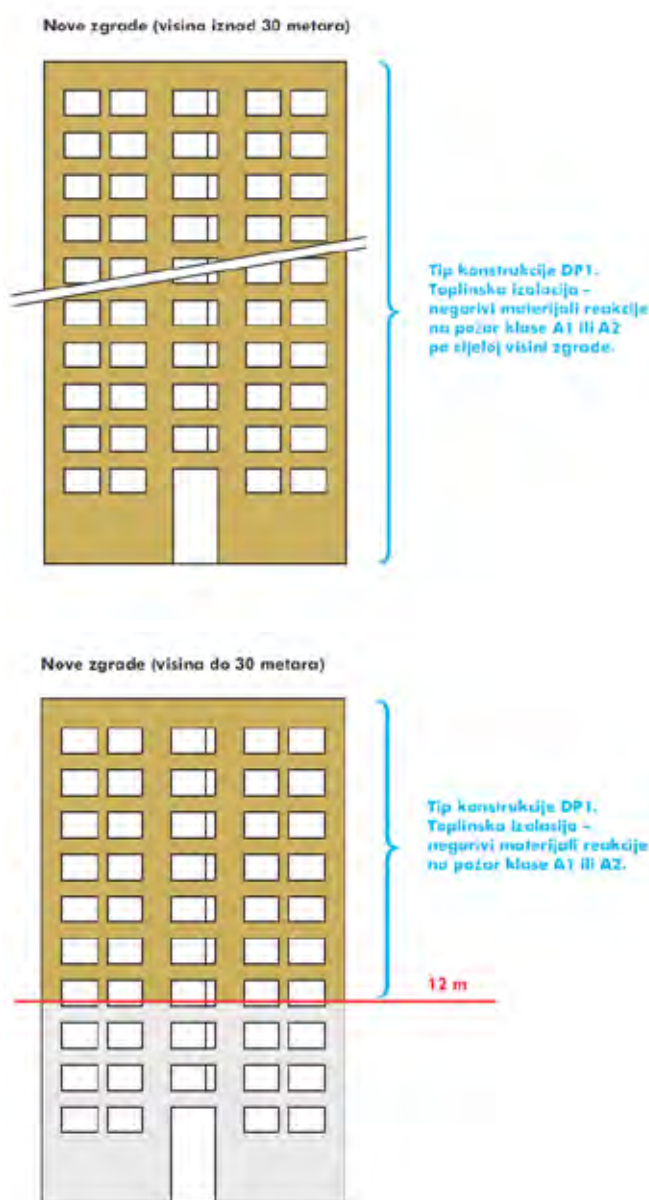 Nove zgrade (visina iznad 30 metara)
Tip konstrukcije DP1.
Toplinska izolacija –
negorivi materijali reakcije
na požar klase A1 ili A2
po cijeloj visini zgrade.
Nove zgrade (visina do 30 metara)
Tip konstrukcije DP1.
Toplinska izolacija –
negorivi materijali reakcije
na požar klase A1 ili A2.
12 m